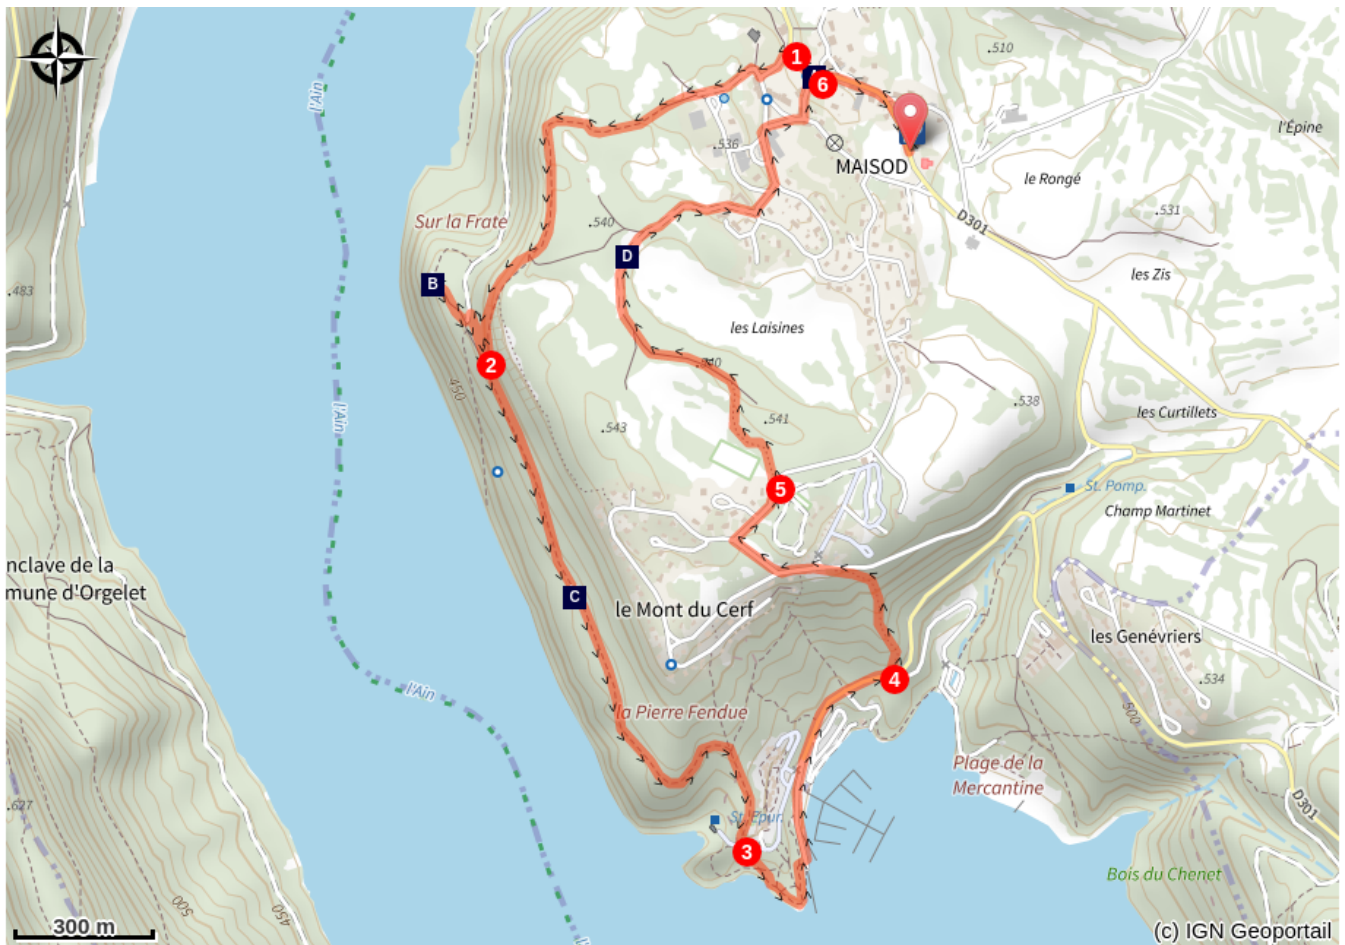 1
6
.510
l'Ain
l'Épine
.536
MAISOD
le Rongé
.531
Sur la Frate
.540
D301
D
les Zis
B
.483
les Laisines
2
450
l'Ain
.538
les Curtillets
.543
.541
5
St. Pomp.
Champ Martinet
nclave de la
mune d'Orgelet
C
le Mont du Cerf
les Genévriers
4
.534
l'Ain
la Pierre Fendue
500
Plage de la
Mercantine
.627
St. Epur.
D301
3
Bois du Chenet
500
450
300 m
(c) IGN Geoportail